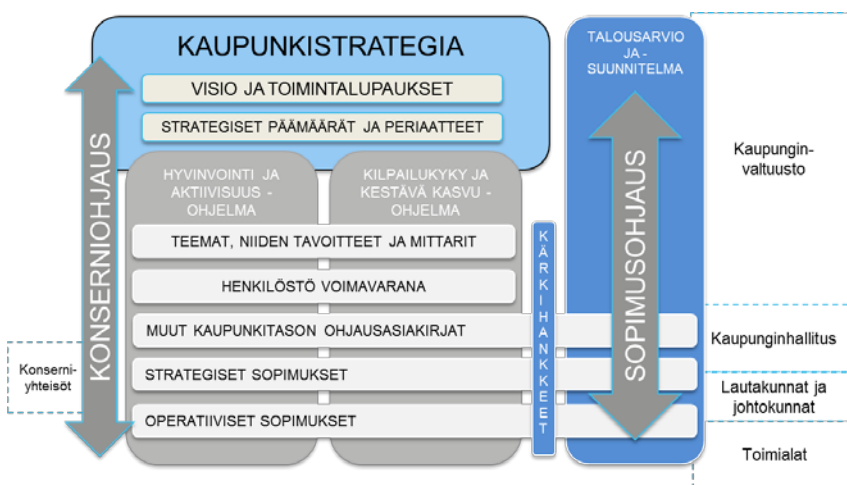 KAUPUNKISTRATEGIA
VISIO JA TOIMINTALUPAUKSET
STRATEGISET PÄÄMÄÄRÄT JA PERIAATTEET
KONSERNIOHJAUS
HYVINVOINTI JA
AKTIIVISUUS -
OHJELMA
KILPAILUKYKY JA
KESTÄVÄ KASVU -
OHJELMA
TEEMAT, NIIDEN TAVOITTEET JA MITTARIT
HENKILÖSTÖ VOIMAVARANA
MUUT KAUPUNKITASON OHJAUSASIAKIRJAT
STRATEGISET SOPIMUKSET
OPERATIIVISET SOPIMUKSET
KÄRKIHANKKEET
TALOUSARVIO
JA -
SUUNNITELMA
SOPIMUSOHJAUS
Konserni-
yhteisöt
Kaupungin-
valtuusto
Kaupunginhallitus
Lautakunnat ja
johtokunnat
Toimialat